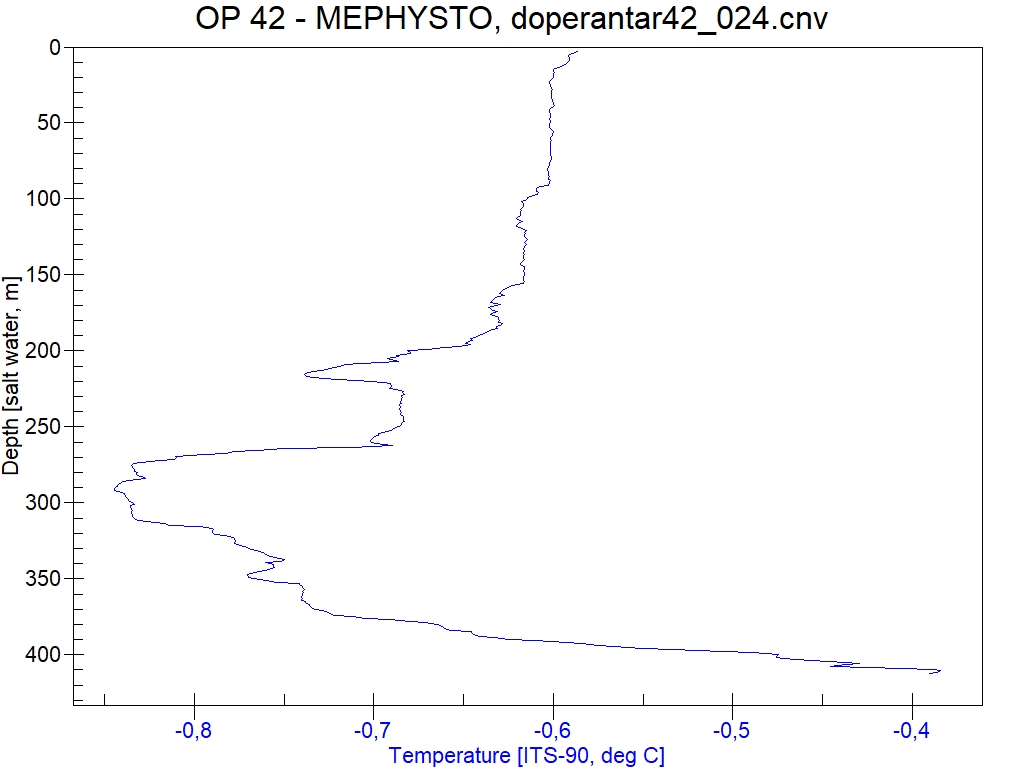 OP 42 - MEPHYSTO, doperantar42_024.cnv
0
50
100
150
200
250
300
350
400
Depth [salt water, m]
-0,8 -0,7 -0,6 -0,5 -0,4
Temperature [ITS-90, deg C]